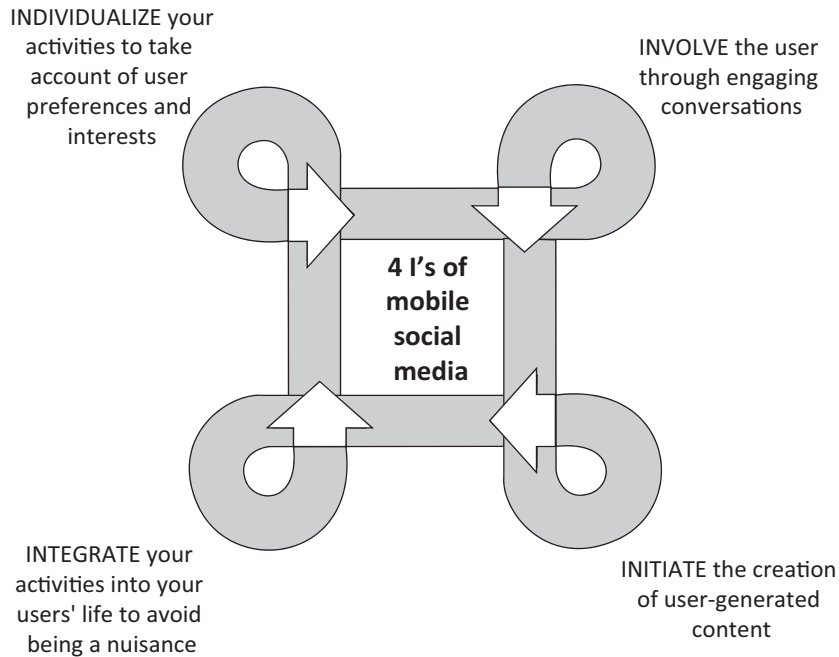 INDIVIDUALIZE your
activities to take
account of user
preferences and
interests
INVOLVE the user
through engaging
conversations
4 I’s of
mobile
social
media
INTEGRATE your
activities into your
users' life to avoid
being a nuisance
INITIATE the creation
of user-generated
content